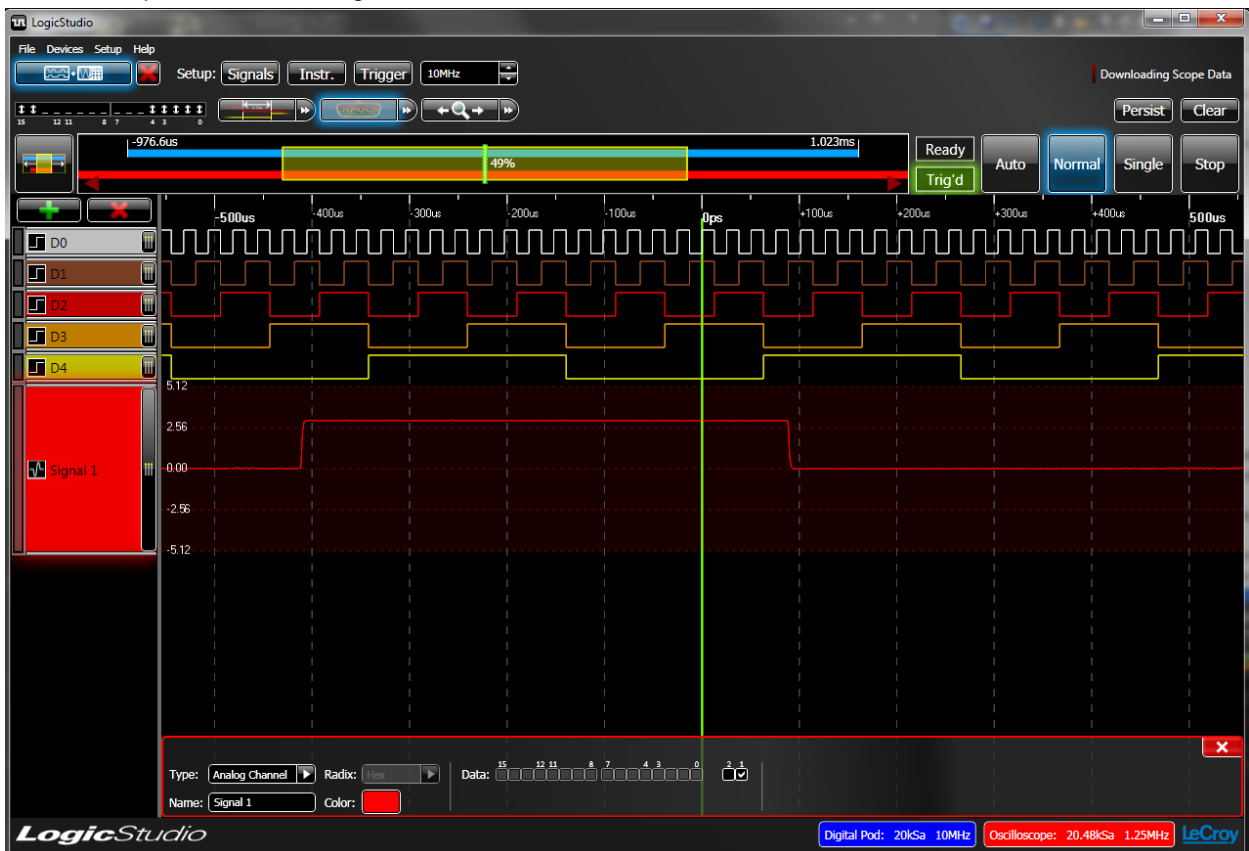 LogicStudio
File Devices Setup Help
Setup: Signals Instr. Trigger 10MHz
Downloading Scope Data
15 12 11 8 7 4 3 0
Persist Clear
-976.6us 1.023ms
49%
Ready
Trig'd
Auto Normal Single Stop
-500us -400us -300us -200us -100us 0ps +100us +200us +300us +400us 500us
D0
D1
D2
D3
D4
5.12
2.56
Signal 1 0.00
-2.56
-5.12
Type: Analog Channel Radix: Hex Data: 15 12 11 8 7 4 3 0 2 1
Name: Signal 1 Color:
LogicStudio
Digital Pod: 20kSa 10MHz Oscilloscope: 20.48kSa 1.25MHz LeCroy